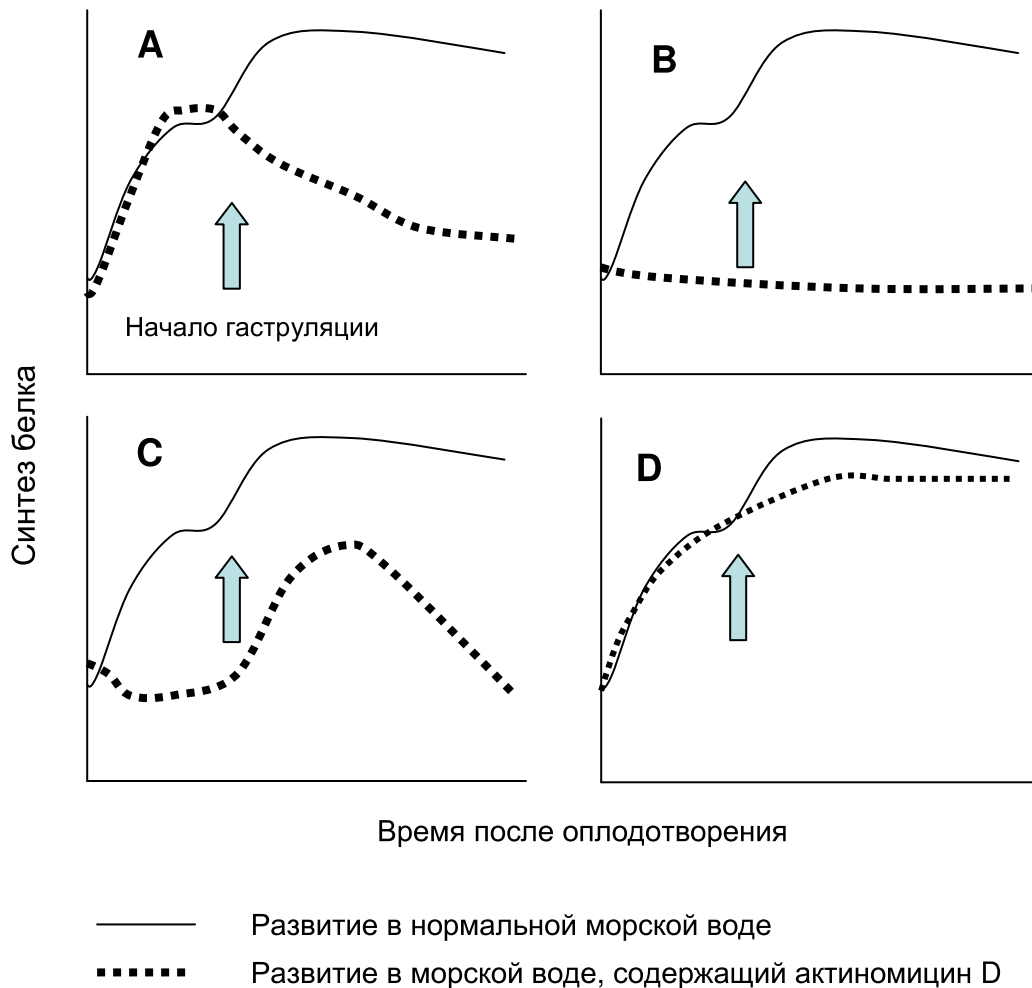 A
B
Начало гаструляции
C
D
Синтез белка
Время после оплодотворения
Развитие в нормальной морской воде
Развитие в морской воде, содержащий актиномицин D